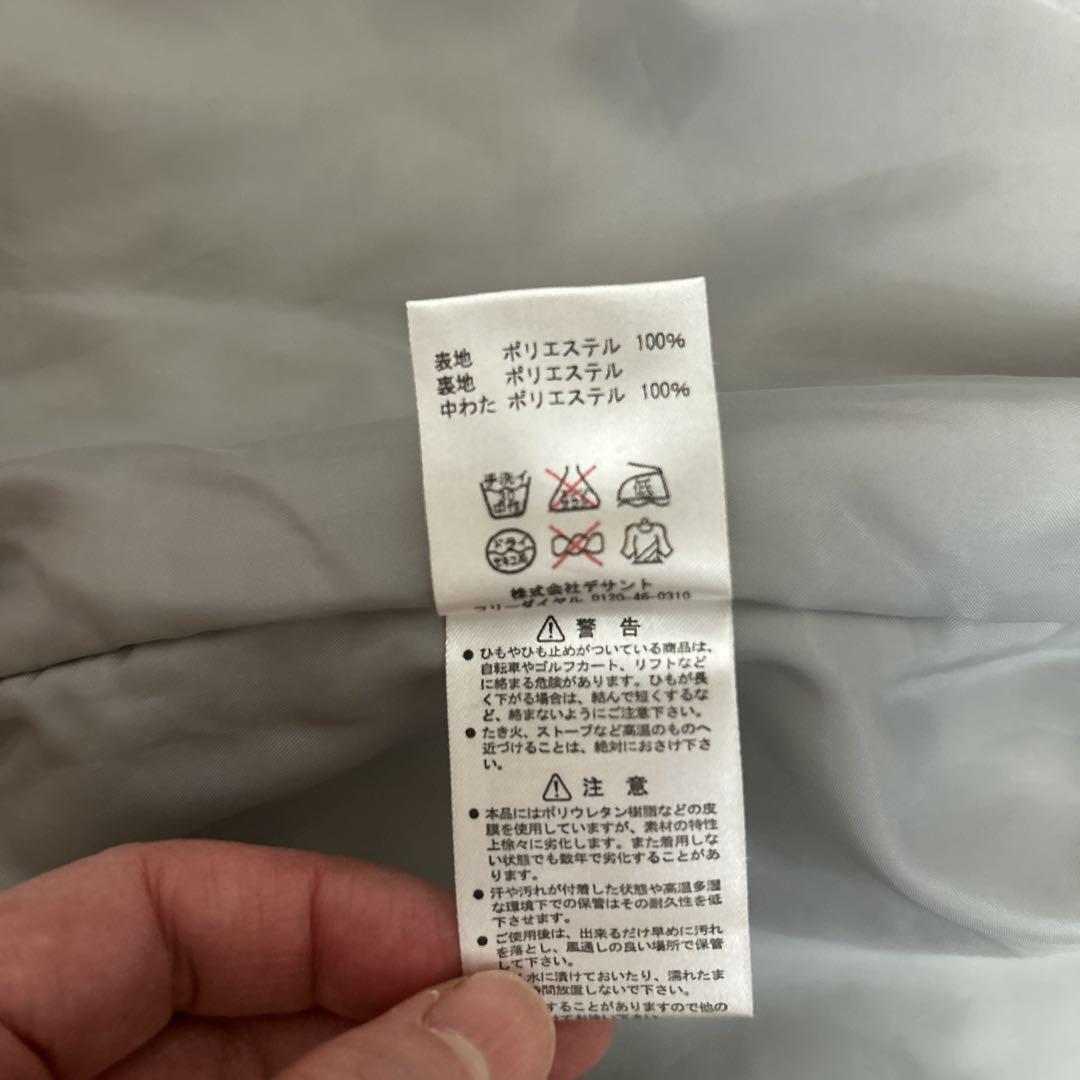 表地 ポリエステル 100%
裏地 ポリエステル
中わた ポリエステル 100%
手洗イ
中性
低
ドライ
セキユ系
株式会社デサント
フリーダイヤル 0120-46-0310
警 告
● ひもやひも止めがついている商品は、
自転車やゴルフカート、リフトなど
に絡まる危険があります。ひもが長
く下がる場合は、結んで短くするな
ど、絡まないようにご注意下さい。
● たき火、ストーブなど高温のものへ
近づけることは、絶対におさけ下さ
い。
注 意
● 本品にはポリウレタン樹脂などの皮
膜を使用していますが、素材の特性
上徐々に劣化します。また着用しな
い状態でも数年で劣化することがあ
ります。
● 汗や汚れが付着した状態や高温多湿
な環境下での保管はその耐久性を低
下させます。
● ご使用後は、出来るだけ早めに汚れ
を落とし、風通しの良い場所で保管
して下さい。
水に漬けておいたり、濡れたま
時間放置しないで下さい。
することがありますので他の